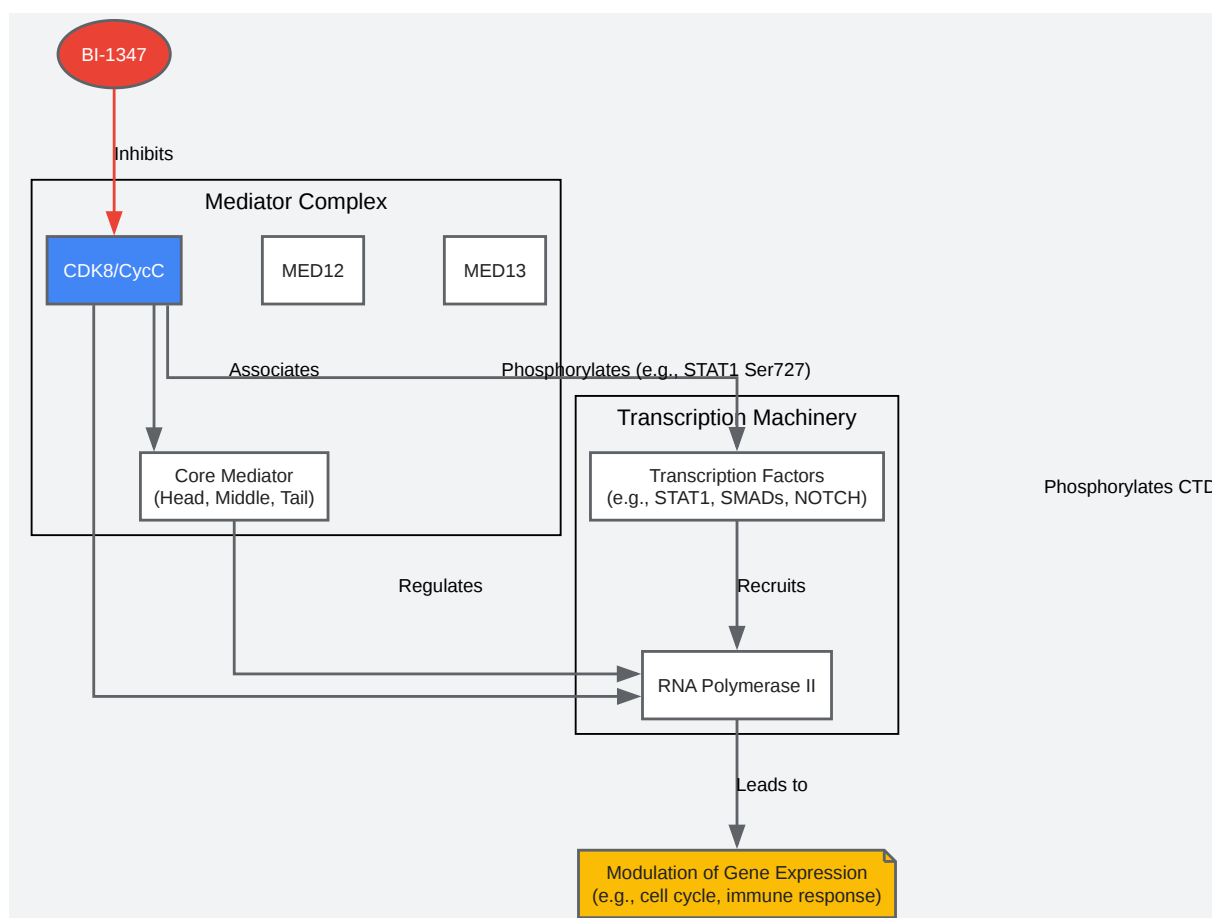 BI-1347
Inhibits
Mediator Complex
CDK8/CycC
MED12
MED13
Associates
Phosphorylates (e.g., STAT1 Ser727)
Transcription Machinery
Core Mediator
(Head, Middle, Tail)
Transcription Factors
(e.g., STAT1, SMADs, NOTCH)
Phosphorylates CTD
Regulates
Recruits
RNA Polymerase II
Leads to
Modulation of Gene Expression
(e.g., cell cycle, immune response)